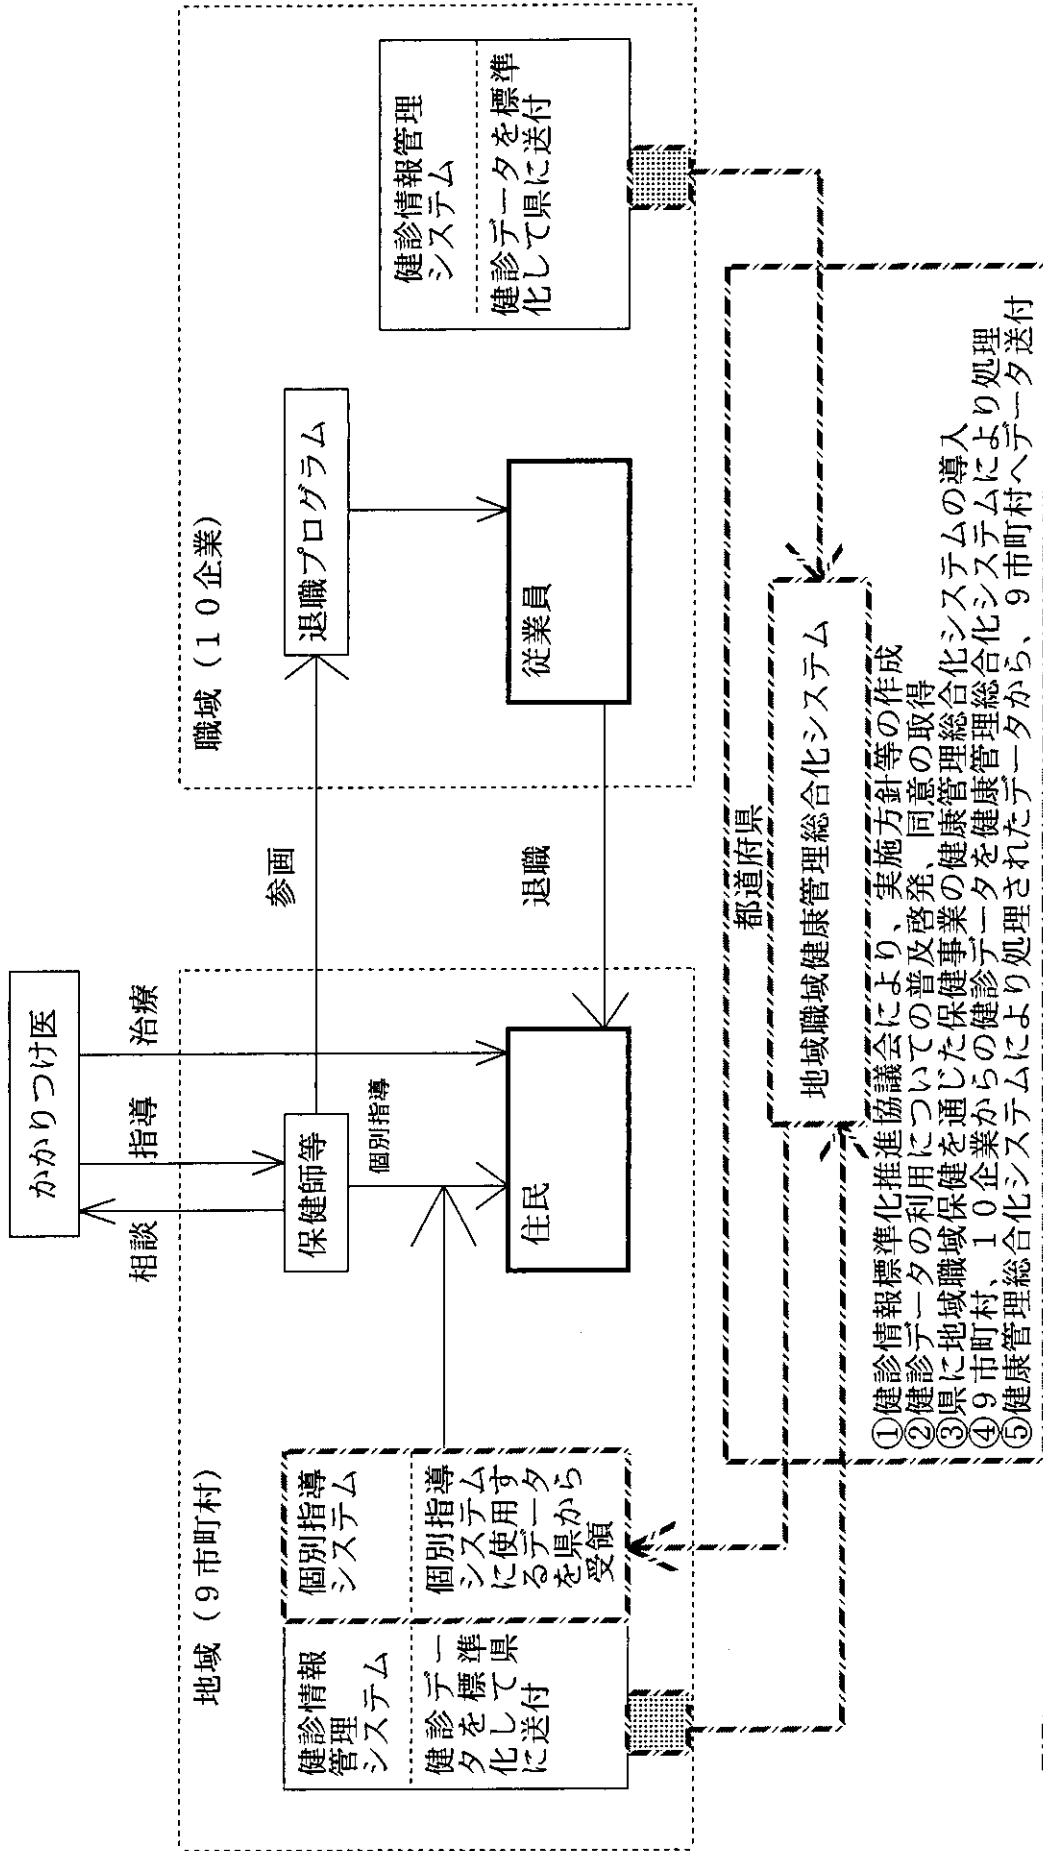 かかりつけ医
相談
指導
治療
地域（９市町村）
職域（１０企業）
健診情報
管理
システム
健診デー
タを標準
化して県
に送付
個別指導
システム
個別指導
システム
に使用す
るデータ
を県から
受領
保健師等
個別指導
住民
参画
退職
退職プログラム
従業員
健診情報管理
システム
健診データを標準
化して県に送付
都道府県
地域職域健康管理総合化システム
①健診情報標準化推進協議会により、実施方針等の作成
②健診データの利用についての普及啓発、同意の取得
③県に地域職域保健を通じた保健事業の健康管理総合化システムの導入
④９市町村、１０企業からの健診データを健康管理総合化システムにより処理
⑤健康管理総合化システムにより処理されたデータから、９市町村へデータ送付